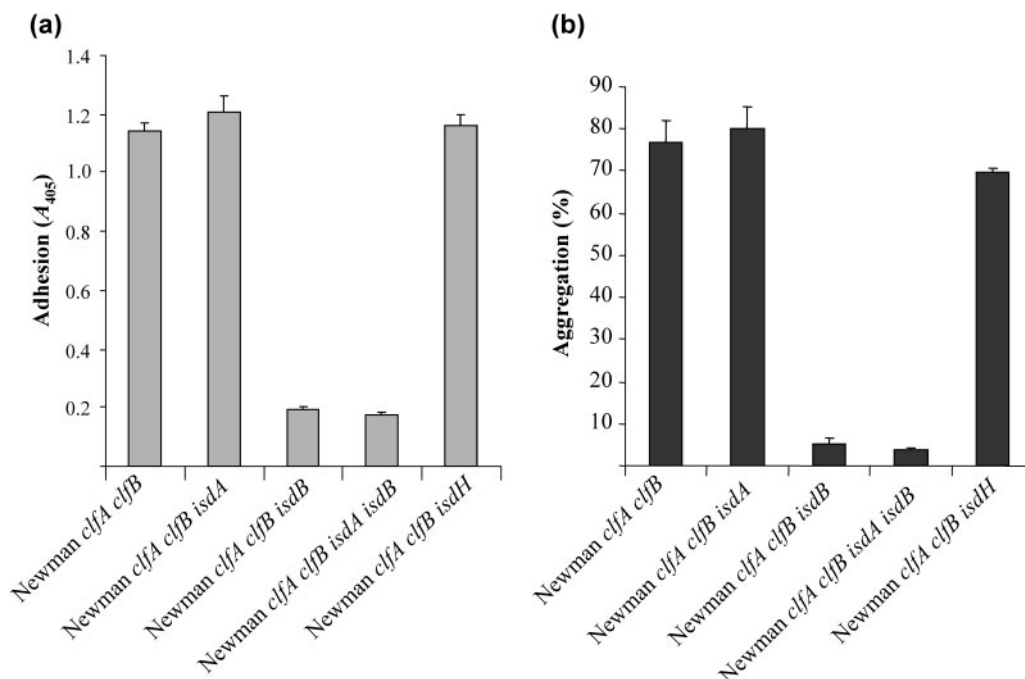 (a)
1.4
1.2
1.0
0.8
0.6
0.4
0.2
Adhesion (A405)
Newman clfA clfB
Newman clfA clfB isdA
Newman clfA clfB isdB
Newman clfA clfB isdA isdB
Newman clfA clfB isdH
(b)
90
80
70
60
50
40
30
20
10
Aggregation (%)
Newman clfA clfB
Newman clfA clfB isdA
Newman clfA clfB isdB
Newman clfA clfB isdA isdB
Newman clfA clfB isdH